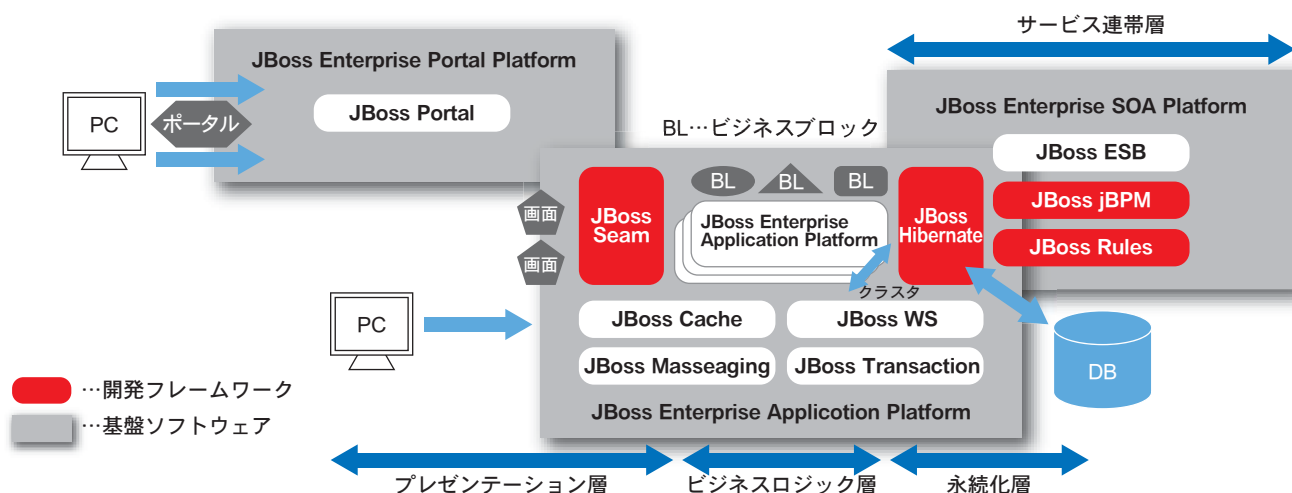 サービス連帯層
JBoss Enterprise Portal Platform
JBoss Portal
PC
ポータル
JBoss Enterprise SOA Platform
JBoss ESB
JBoss jBPM
JBoss Rules
BL…ビジネスブロック
BL
BL
BL
画面
画面
JBoss
Seam
JBoss Enterprise
Application Platform
JBoss
Hibernate
クラスタ
PC
JBoss Cache
JBoss WS
JBoss Masseaging
JBoss Transaction
JBoss Enterprise Applicotion Platform
DB
…開発フレームワーク
…基盤ソフトウェア
プレゼンテーション層
ビジネスロジック層
永続化層